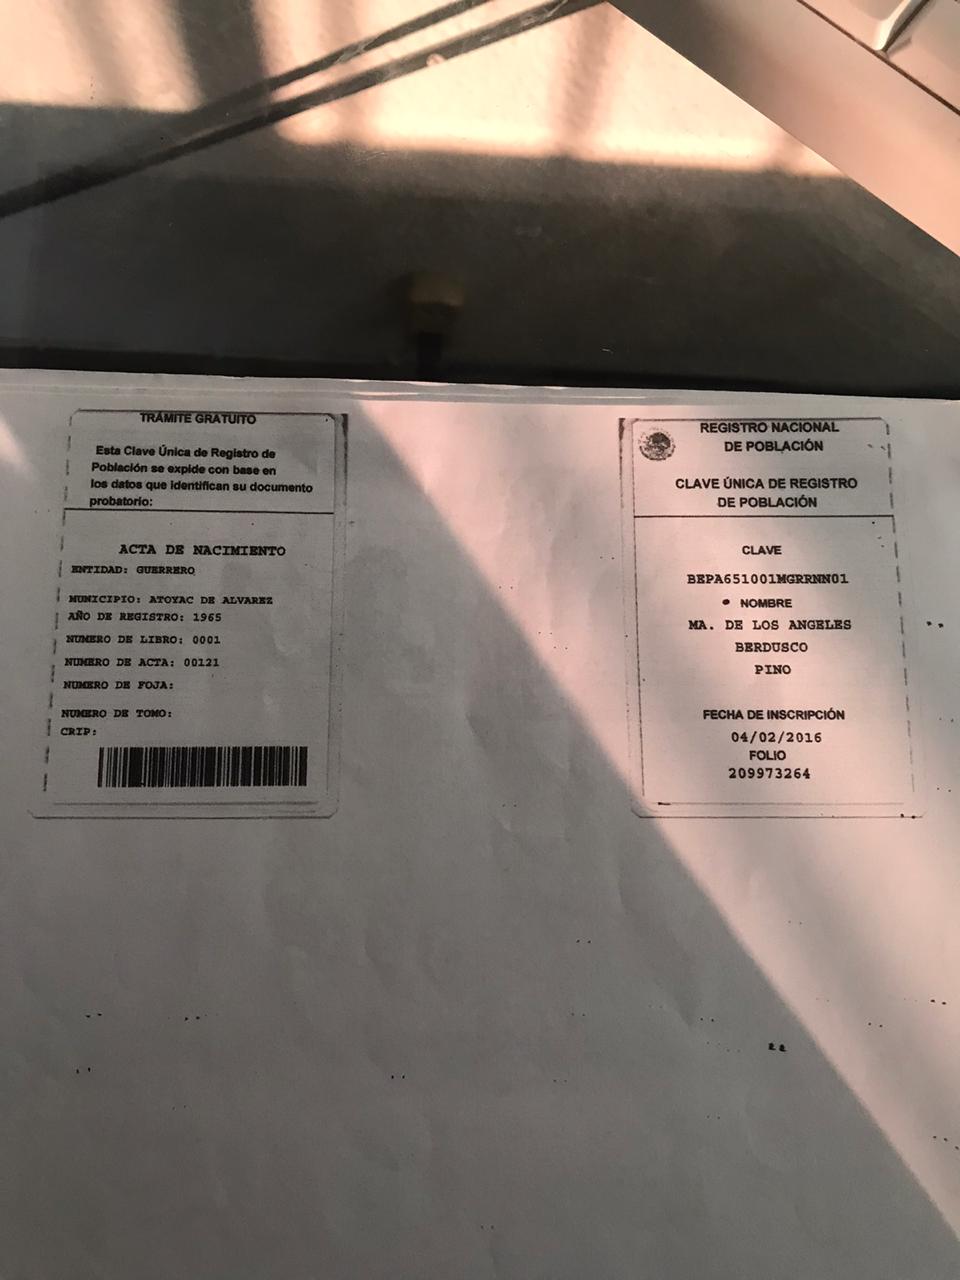 TRÁMITE GRATUITO
Esta Clave Única de Registro de
Población se expide con base en
los datos que identifican su documento
probatorio:
ACTA DE NACIMIENTO
ENTIDAD: GUERRERO
MUNICIPIO: ATOYAC DE ALVAREZ
AÑO DE REGISTRO: 1965
NUMERO DE LIBRO: 0001
NUMERO DE ACTA: 00121
NUMERO DE FOJA:
NUMERO DE TOMO:
CRIP:
REGISTRO NACIONAL
DE POBLACIÓN
CLAVE ÚNICA DE REGISTRO
DE POBLACIÓN
CLAVE
BEPA651001MGRRNN01
NOMBRE
MA. DE LOS ANGELES
BERDUSCO
PINO
FECHA DE INSCRIPCIÓN
04/02/2016
FOLIO
209973264